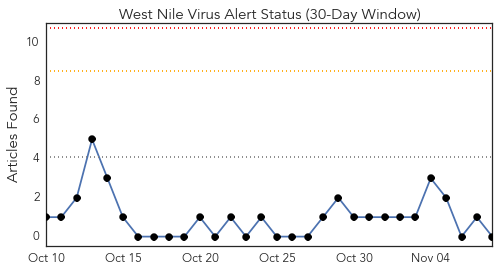 West Nile Virus Alert Status (30-Day Window)
Articles Found
10
8
6
4
2
0
Oct 10 Oct 15 Oct 20 Oct 25 Oct 30 Nov 04